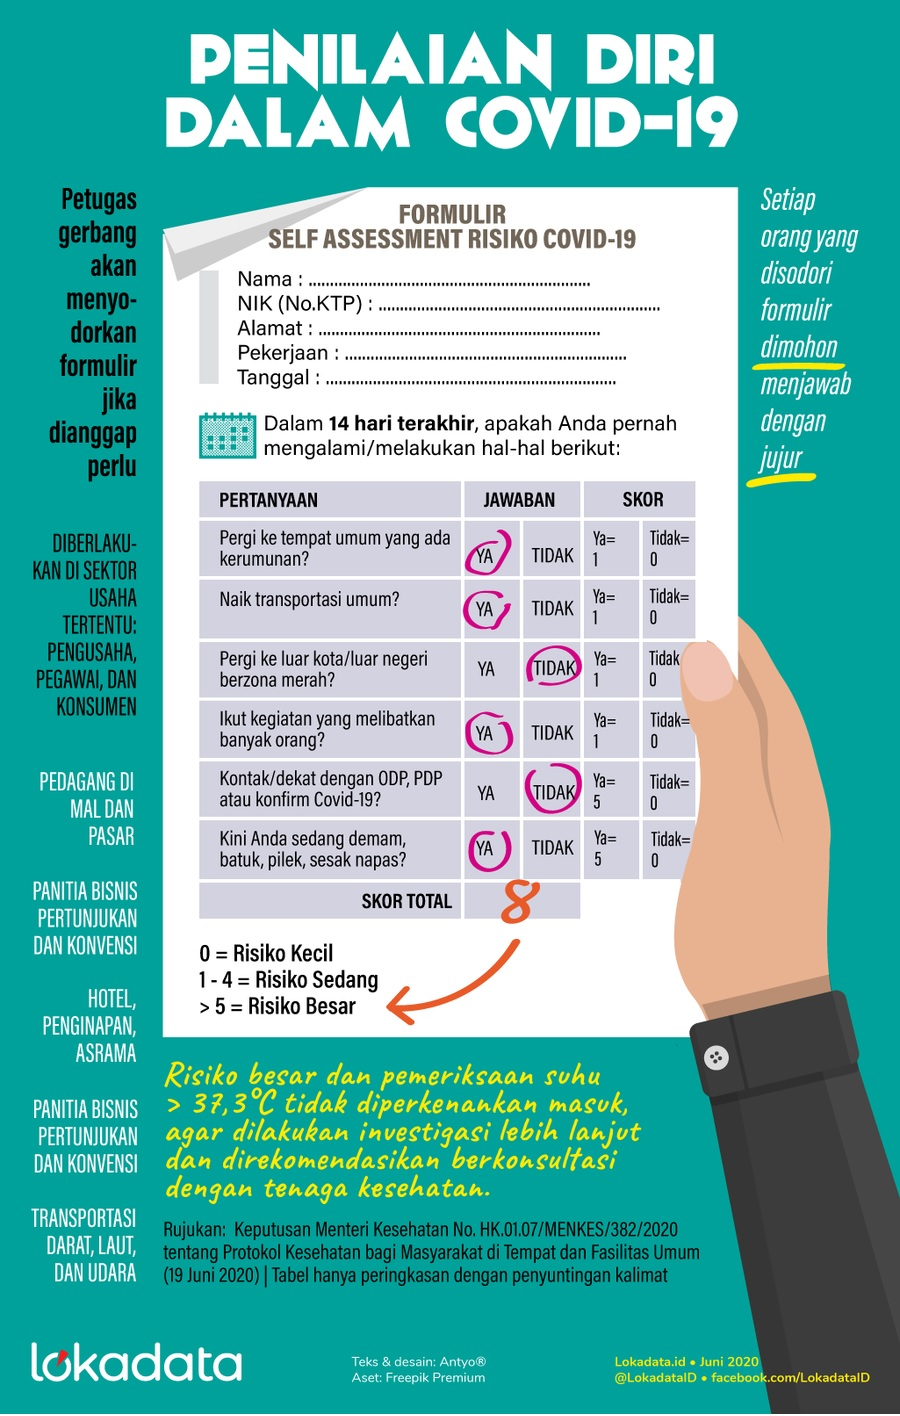 PENILAIAN DIRI
DALAM COVID-19
Petugas
gerbang
akan
menyo-
dorkan
formulir
jika
dianggap
perlu
DIBERLAKU-
KAN DI SEKTOR
USAHA
TERTENTU:
PENGUSAHA,
PEGAWAI, DAN
KONSUMEN
PEDAGANG DI
MAL DAN
PASAR
PANITIA BISNIS
PERTUNJUKAN
DAN KONVENSI
HOTEL,
PENGINAPAN,
ASRAMA
PANITIA BISNIS
PERTUNJUKAN
DAN KONVENSI
TRANSPORTASI
DARAT, LAUT,
DAN UDARA
FORMULIR
SELF ASSESSMENT RISIKO COVID-19
Nama : ......................................................
NIK (No.KTP) : ......................................................
Alamat : ......................................................
Pekerjaan : ......................................................
Tanggal : ......................................................
Dalam 14 hari terakhir, apakah Anda pernah
mengalami/melakukan hal-hal berikut:
PERTANYAAN JAWABAN SKOR
Pergi ke tempat umum yang ada
kerumunan?
YA TIDAK
Ya= Tidak=
1 0
Naik transportasi umum?
YA TIDAK
Ya= Tidak=
1 0
Pergi ke luar kota/luar negeri
berzona merah?
YA TIDAK
Ya= Tidak
1 0
Ikut kegiatan yang melibatkan
banyak orang?
YA TIDAK
Ya= Tidak=
1 0
Kontak/dekat dengan ODP, PDP
atau konfirm Covid-19?
YA TIDAK
Ya= Tidak=
5 0
Kini Anda sedang demam,
batuk, pilek, sesak napas?
YA TIDAK
Ya= Tidak=
5 0
SKOR TOTAL 8
0 = Risiko Kecil
1 - 4 = Risiko Sedang
> 5 = Risiko Besar
Setiap
orang yang
disodori
formulir
dimohon
menjawab
dengan
jujur
Risiko besar dan pemeriksaan suhu
> 37,3°C tidak diperkenankan masuk,
agar dilakukan investigasi lebih lanjut
dan direkomendasikan berkonsultasi
dengan tenaga kesehatan.
Rujukan: Keputusan Menteri Kesehatan No. HK.01.07/MENKES/382/2020
tentang Protokol Kesehatan bagi Masyarakat di Tempat dan Fasilitas Umum
(19 Juni 2020) | Tabel hanya peringkasan dengan penyuntingan kalimat
lokadata
Teks & desain: Antyo®
Aset: Freepik Premium
Lokadata.id • Juni 2020
@LokadataID • facebook.com/LokadataID